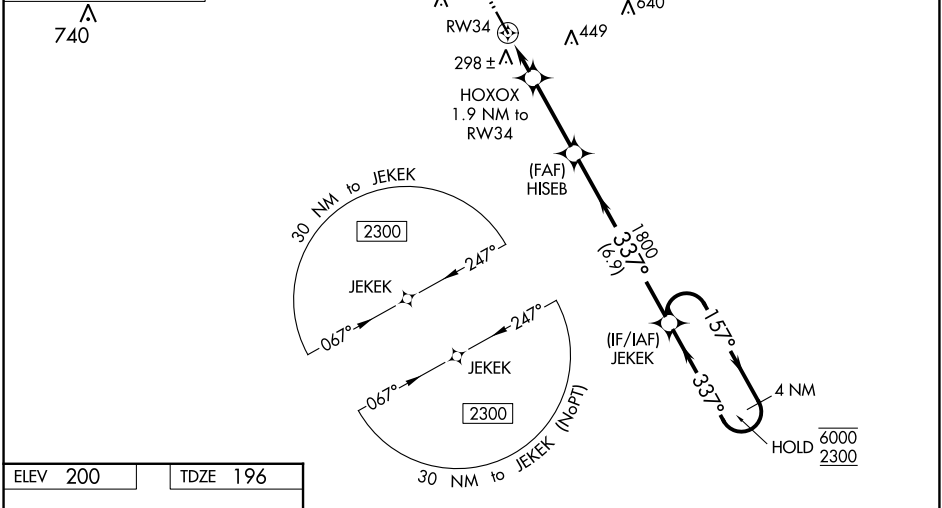 640
740
RW34
449
298 ±
HOXOX
1.9 NM to
RW34
(FAF)
HISEB
30 NM to JEKEK
2300
247°
JEKEK
067°
1800
337°
(6.9)
(IF/IAF)
JEKEK
157°
337°
4 NM
HOLD 6000
2300
247°
JEKEK
067°
2300
30 NM to JEKEK (NoPT)
ELEV 200
TDZE 196